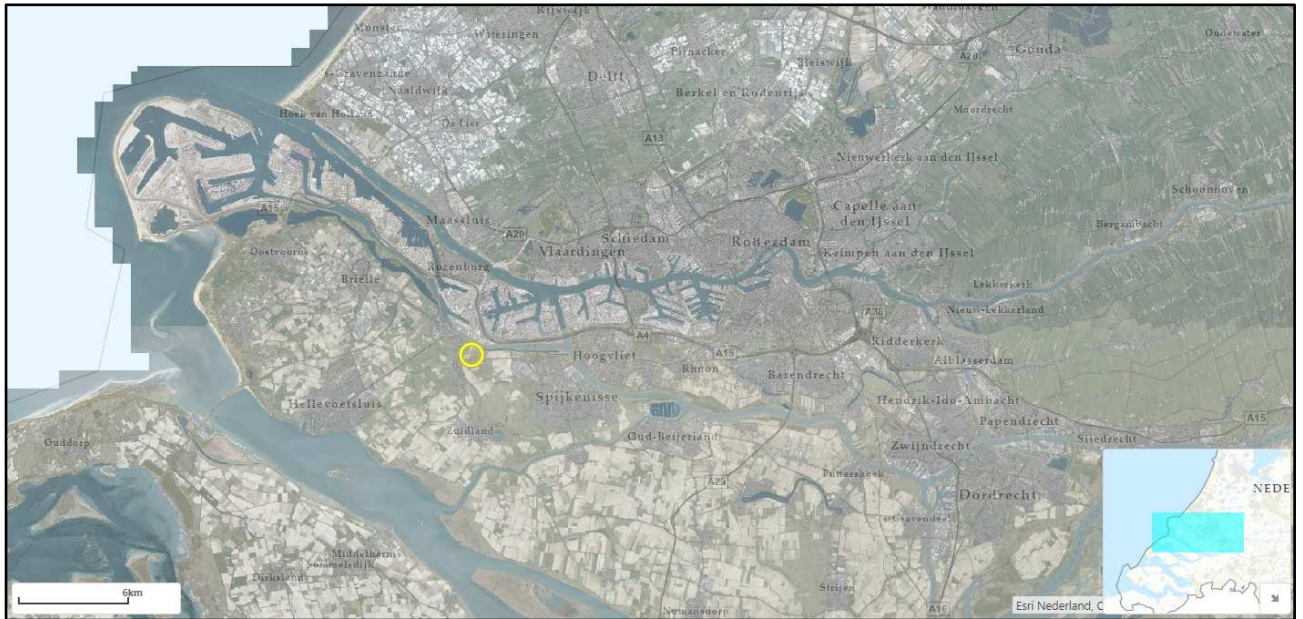 Rijswijk
Monster
Wateringen
Pijnacker
Bleiswijk
A20
Gouda
Oudewater
's-Gravenzande
Naaldwijk
Delft
Berkel en Rodenrijs
Moordrecht
Hoek van Holland
De Lier
A13
Nieuwerkerk aan den IJssel
Schoonhoven
A15
Maassluis
A20
Schiedam
Rotterdam
Capelle aan
den IJssel
Bergambacht
Oostvoorne
Vlaardingen
Krimpen aan den IJssel
Brielle
Rozenburg
Lekkerkerk
Nieuw-Lekkerland
A4
Ridderkerk
Hoogvliet
A15
Rhoon
Barendrecht
Alblasserdam
Hellevoetsluis
Spijkenisse
Hendrik-Ido-Ambacht
Papendrecht
A15
Ouddorp
Zuidland
Oud-Beijerland
Zwijndrecht
Sliedrecht
Puttershoek
A29
Dordrecht
NEDE
's-Gravendeel
Middelharnis
Sommelsdijk
Dirksland
Strijen
6km
Numansdorp
A16
Esri Nederland, C